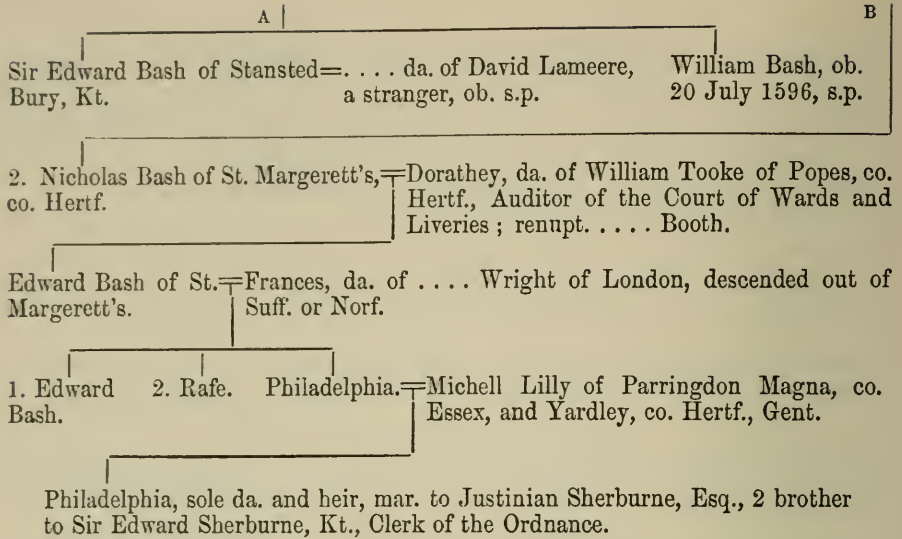 A B
Sir Edward Bash of Stansted=. . . . da. of David Lameere, William Bash, ob.
Bury, Kt. a stranger, ob. s.p. 20 July 1596, s.p.
2. Nicholas Bash of St. Margerett's,=Dorathey, da. of William Tooke of Popes, co.
co. Hertf. Hertf., Auditor of the Court of Wards and
Liveries ; renupt. . . . . Booth.
Edward Bash of St.=Frances, da. of . . . . Wright of London, descended out of
Margerett's. Suff. or Norf.
1. Edward 2. Rafe. Philadelphia.=Michell Lilly of Parringdon Magna, co.
Bash. Essex, and Yardley, co. Hertf., Gent.
Philadelphia, sole da. and heir, mar. to Justinian Sherburne, Esq., 2 brother
to Sir Edward Sherburne, Kt., Clerk of the Ordnance.